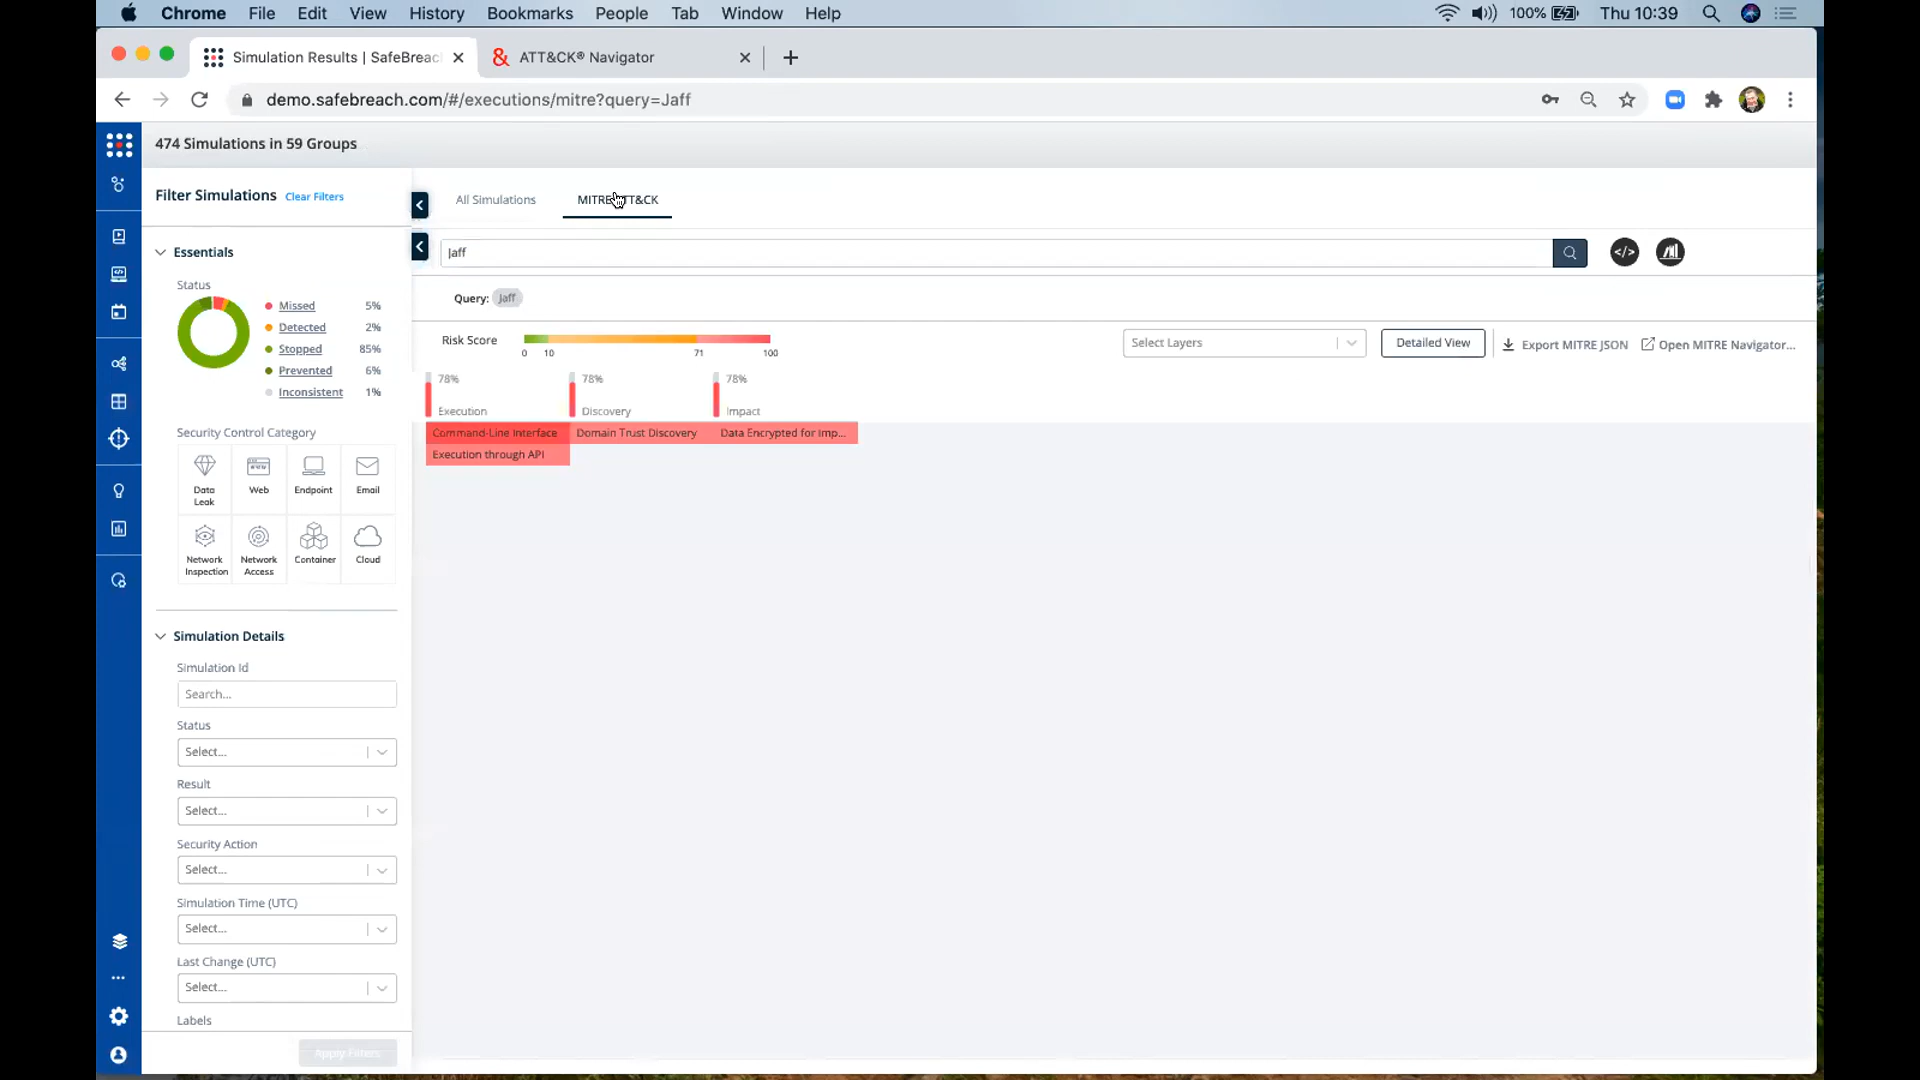 Chrome File Edit View History Bookmarks People Tab Window Help 100% Thu 10:39
Simulation Results | SafeBreac ATT&CK® Navigator
demo.safebreach.com/#/executions/mitre?query=Jaff
474 Simulations in 59 Groups
Filter Simulations Clear Filters
Essentials
Status
Missed 5%
Detected 2%
Stopped 85%
Prevented 6%
Inconsistent 1%
Security Control Category
Data Leak
Web
Endpoint
Email
Network Inspection
Network Access
Container
Cloud
Simulation Details
Simulation Id
Search...
Status
Select...
Result
Select...
Security Action
Select...
Simulation Time (UTC)
Select...
Last Change (UTC)
Select...
Labels
Apply Filters
All Simulations MITRE ATT&CK
Jaff
</>
Query: Jaff
Risk Score
0 10 71 100
Select Layers Detailed View Export MITRE JSON Open MITRE Navigator...
78% 78% 78%
Execution Discovery Impact
Command-Line Interface Domain Trust Discovery Data Encrypted for Imp...
Execution through API